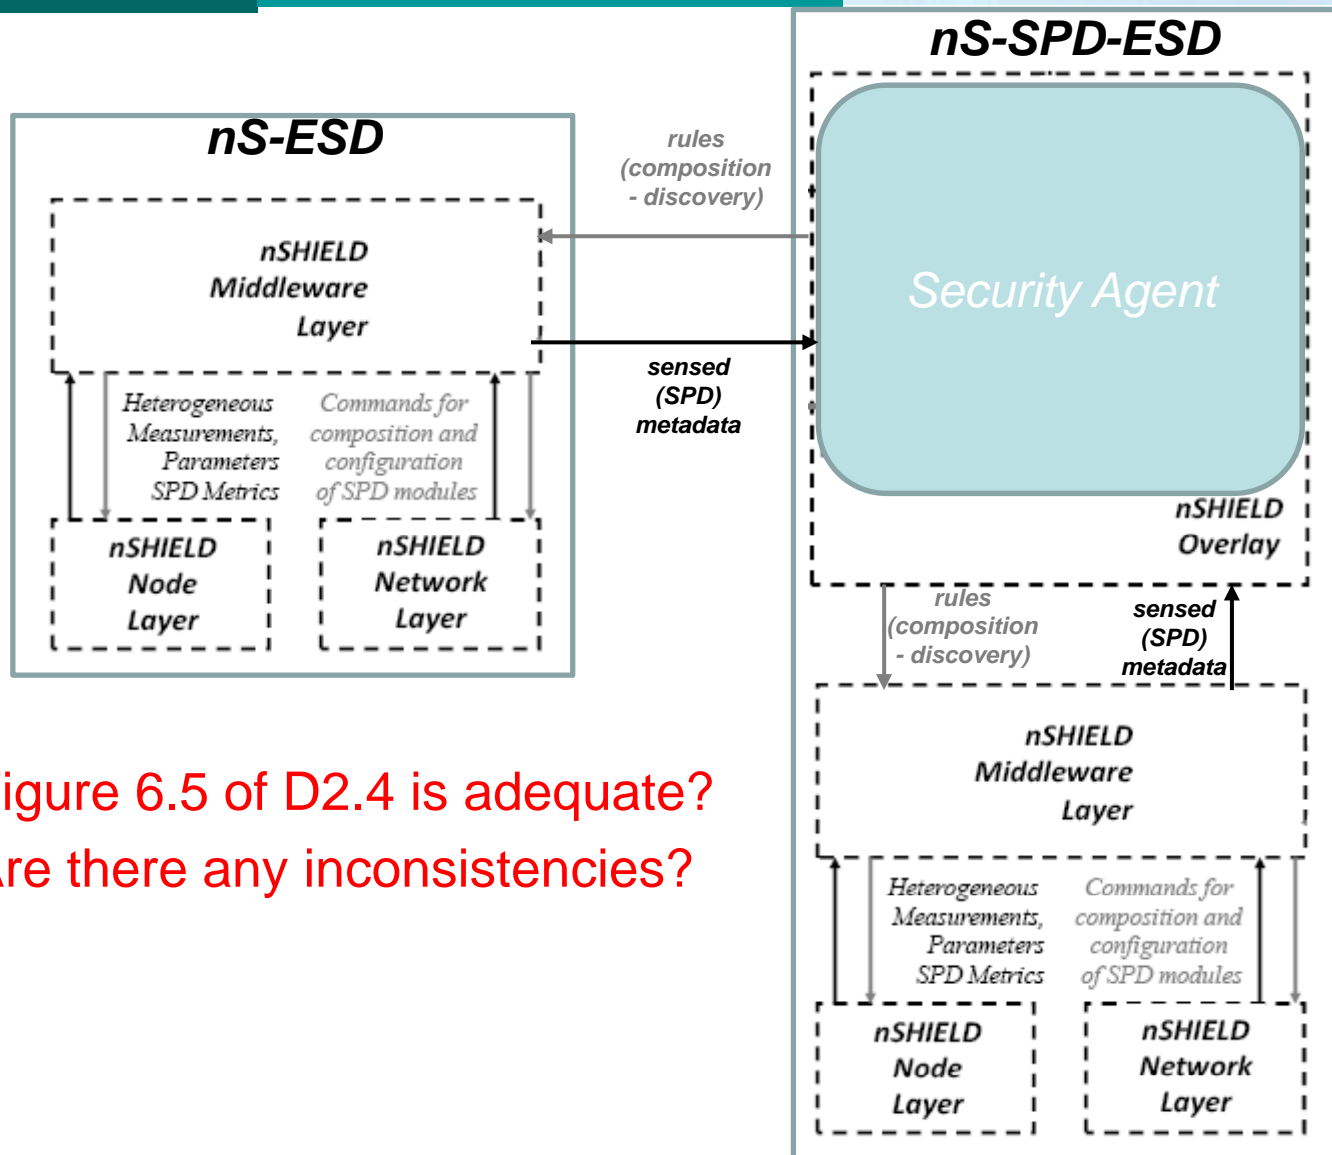 nS-ESD
nSHIELD
Middleware
Layer
Heterogeneous
Measurements,
Parameters
SPD Metrics
Commands for
composition and
configuration
of SPD modules
nSHIELD
Node
Layer
nSHIELD
Network
Layer
rules
(composition
- discovery)
sensed
(SPD)
metadata
nS-SPD-ESD
Security Agent
nSHIELD
Overlay
rules
(composition
- discovery)
sensed
(SPD)
metadata
nSHIELD
Middleware
Layer
Heterogeneous
Measurements,
Parameters
SPD Metrics
Commands for
composition and
configuration
of SPD modules
nSHIELD
Node
Layer
nSHIELD
Network
Layer
igure 6.5 of D2.4 is adequate?
re there any inconsistencies?